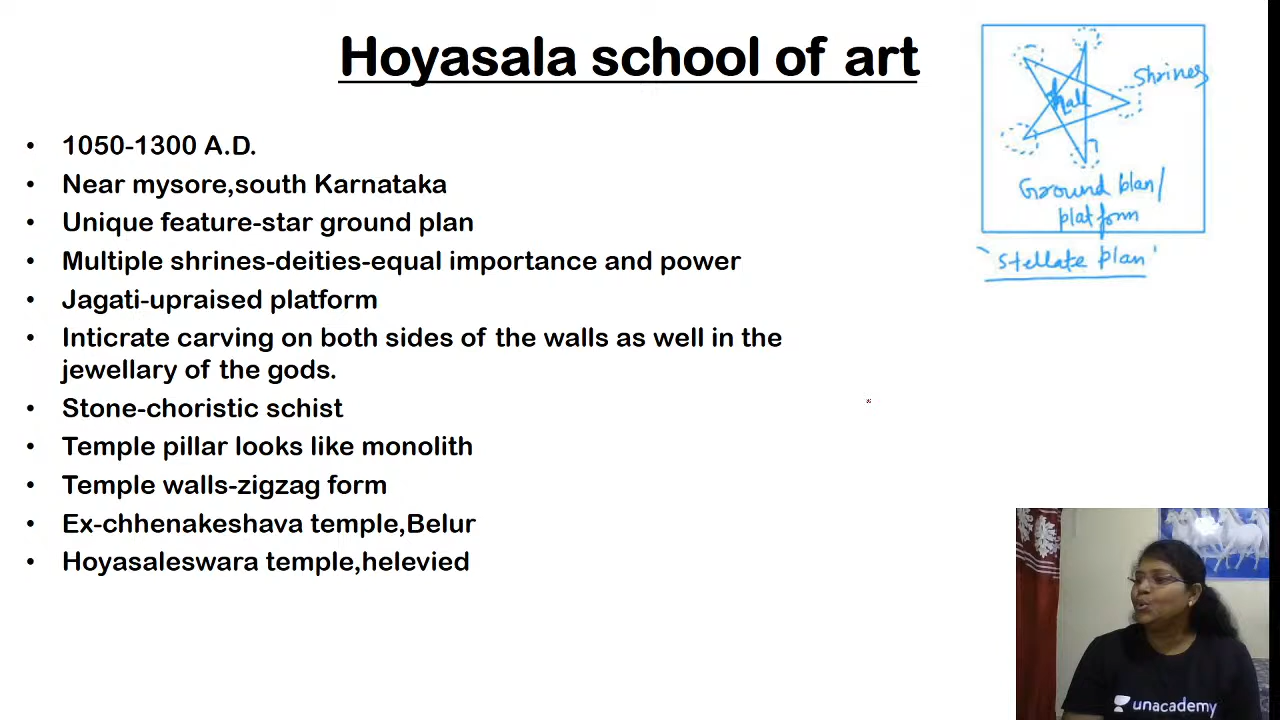 Hoyasala school of art
1050-1300 A.D.
Near mysore,south Karnataka
Unique feature-star ground plan
Multiple shrines-deities-equal importance and power
Jagati-upraised platform
Inticrate carving on both sides of the walls as well in the
jewellary of the gods.
Stone-choristic schist
Temple pillar looks like monolith
Temple walls-zigzag form
Ex-chhenakeshava temple,Belur
Hoyasaleswara temple,helevied
Shrines
hall
Ground plan/
platform
'stellate plan'
unacademy